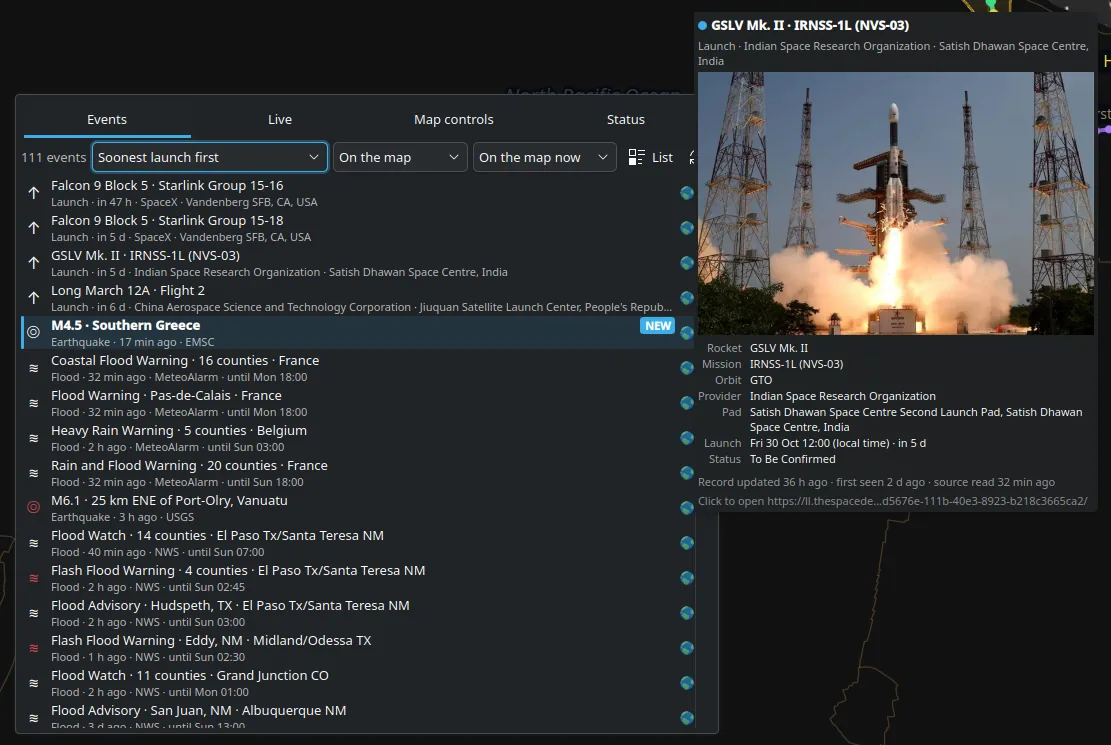 North Pacific Ocean
Events
Live
Map controls
Status
111 events
Soonest launch first
On the map
On the map now
List
Falcon 9 Block 5 · Starlink Group 15-16
Launch · in 47 h · SpaceX · Vandenberg SFB, CA, USA
Falcon 9 Block 5 · Starlink Group 15-18
Launch · in 5 d · SpaceX · Vandenberg SFB, CA, USA
GSLV Mk. II · IRNSS-1L (NVS-03)
Launch · in 5 d · Indian Space Research Organization · Satish Dhawan Space Centre, India
Long March 12A · Flight 2
Launch · in 6 d · China Aerospace Science and Technology Corporation · Jiuquan Satellite Launch Center, People's Repub...
M4.5 · Southern Greece
NEW
Earthquake · 17 min ago · EMSC
Coastal Flood Warning · 16 counties · France
Flood · 32 min ago · MeteoAlarm · until Mon 18:00
Flood Warning · Pas-de-Calais · France
Flood · 32 min ago · MeteoAlarm · until Mon 18:00
Heavy Rain Warning · 5 counties · Belgium
Flood · 2 h ago · MeteoAlarm · until Sun 03:00
Rain and Flood Warning · 20 counties · France
Flood · 32 min ago · MeteoAlarm · until Sun 18:00
M6.1 · 25 km ENE of Port-Olry, Vanuatu
Earthquake · 3 h ago · USGS
Flood Watch · 14 counties · El Paso Tx/Santa Teresa NM
Flood · 40 min ago · NWS · until Sun 07:00
Flash Flood Warning · 4 counties · El Paso Tx/Santa Teresa NM
Flood · 2 h ago · NWS · until Sun 02:45
Flood Advisory · Hudspeth, TX · El Paso Tx/Santa Teresa NM
Flood · 2 h ago · NWS · until Sun 03:00
Flash Flood Warning · Eddy, NM · Midland/Odessa TX
Flood · 1 h ago · NWS · until Sun 02:30
Flood Watch · 11 counties · Grand Junction CO
Flood · 2 h ago · NWS · until Mon 01:00
Flood Advisory · San Juan, NM · Albuquerque NM
Flood · 3 d ago · NWS · until Sun 13:00
GSLV Mk. II · IRNSS-1L (NVS-03)
Launch · Indian Space Research Organization · Satish Dhawan Space Centre,
India
Rocket GSLV Mk. II
Mission IRNSS-1L (NVS-03)
Orbit GTO
Provider Indian Space Research Organization
Pad Satish Dhawan Space Centre Second Launch Pad, Satish Dhawan
Space Centre, India
Launch Fri 30 Oct 12:00 (local time) · in 5 d
Status To Be Confirmed
Record updated 36 h ago · first seen 2 d ago · source read 32 min ago
Click to open https://ll.thespacede...d5676e-111b-40e3-8923-b218c3665ca2/